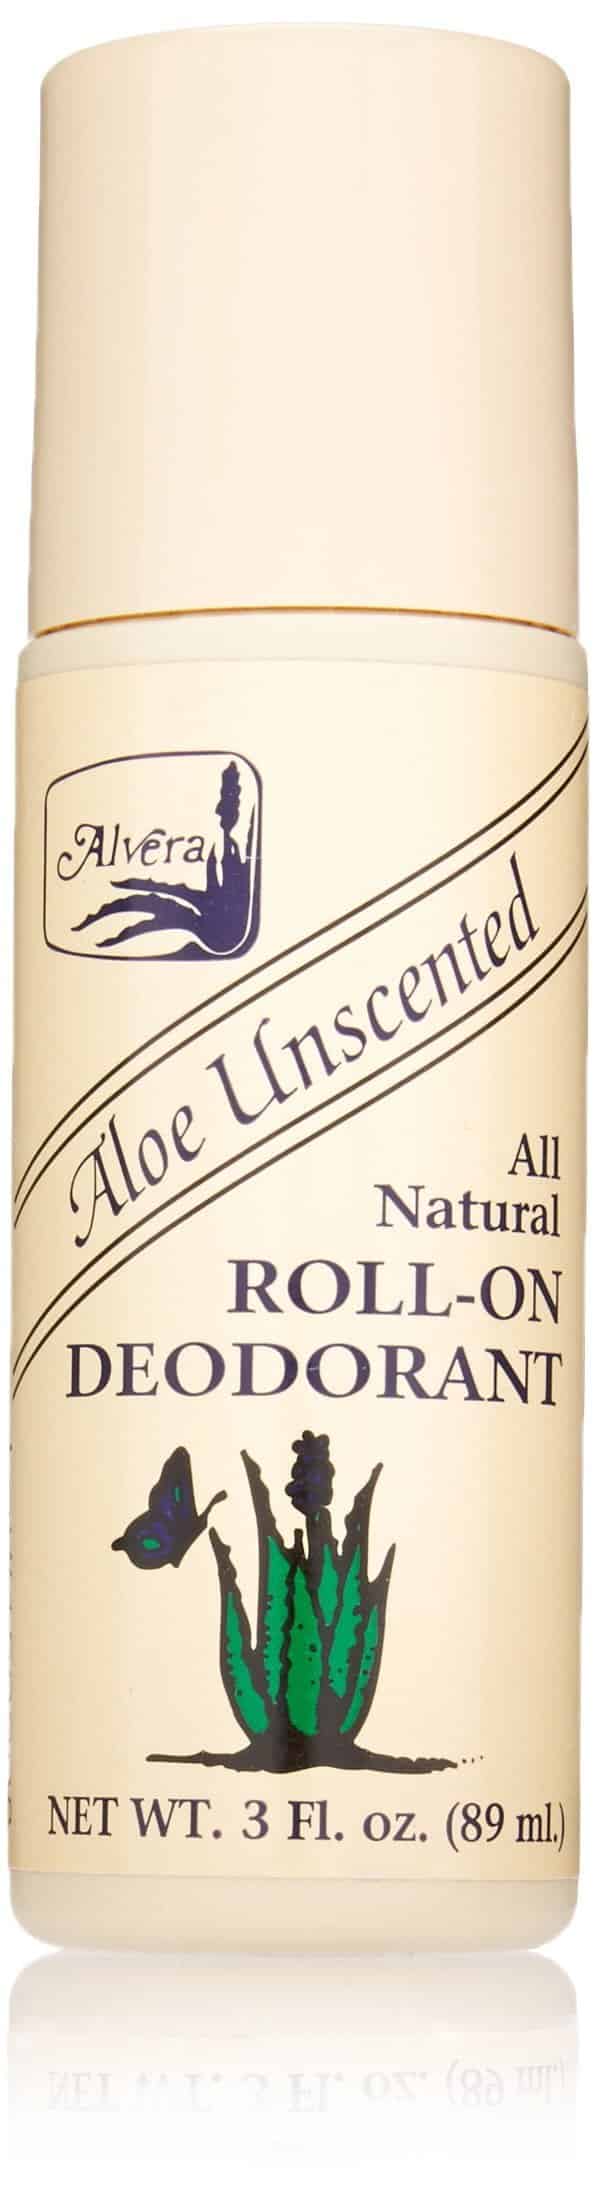 Alvera
Aloe Unscented
All
Natural
ROLL-ON
DEODORANT
NET WT. 3 Fl. oz. (89 ml.)